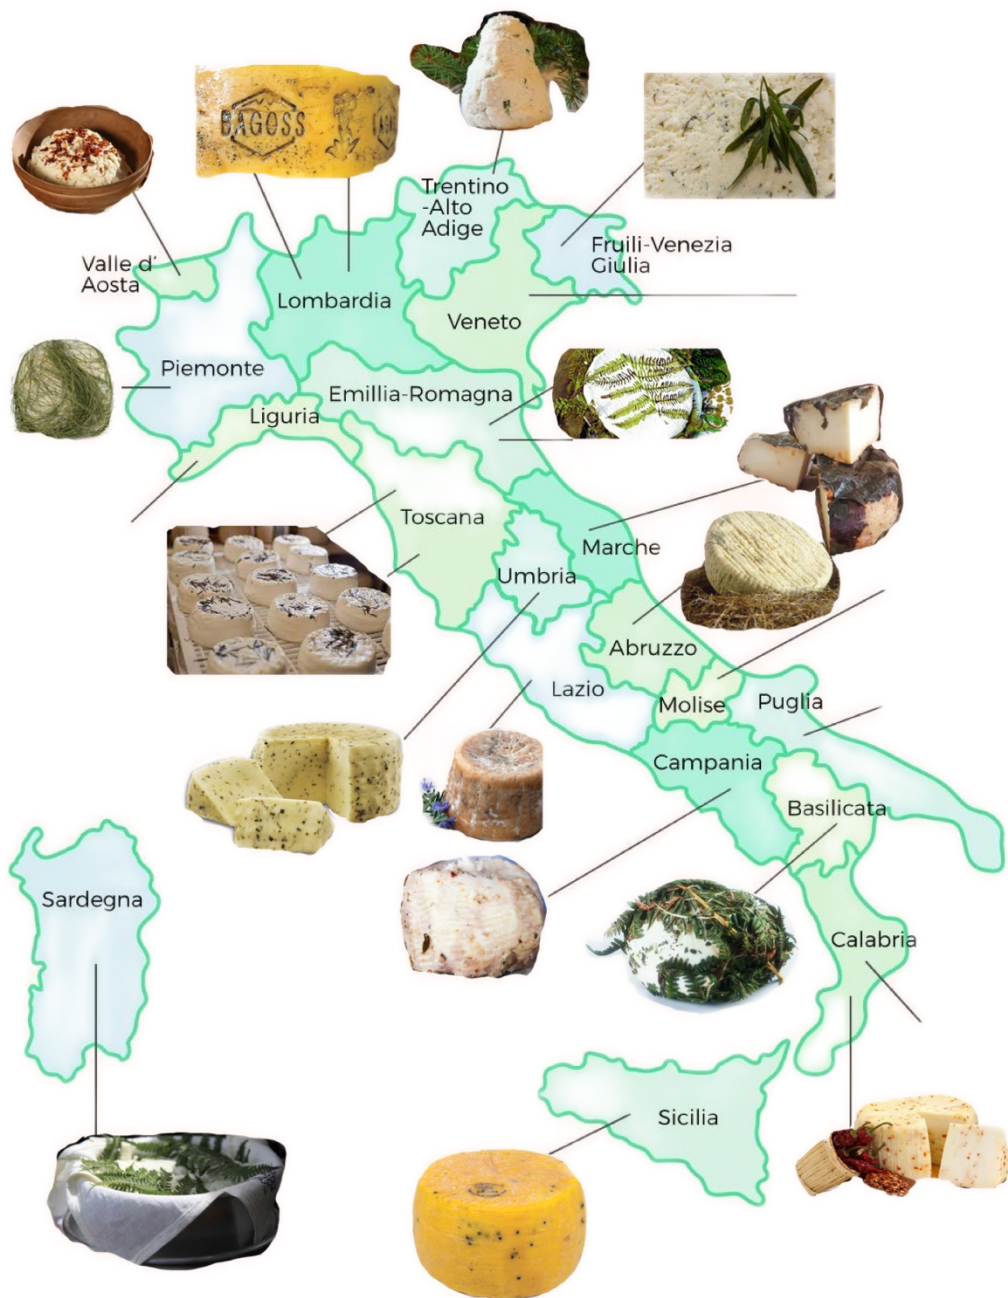 BAGOSS
Trentino
-Alto
Adige
Fruili-Venezia
Giulia
Valle d'
Aosta
Lombardia
Veneto
Piemonte
Emillia-Romagna
Liguria
Toscana
Marche
Umbria
Abruzzo
Lazio
Molise
Puglia
Campania
Basilicata
Sardegna
Calabria
Sicilia